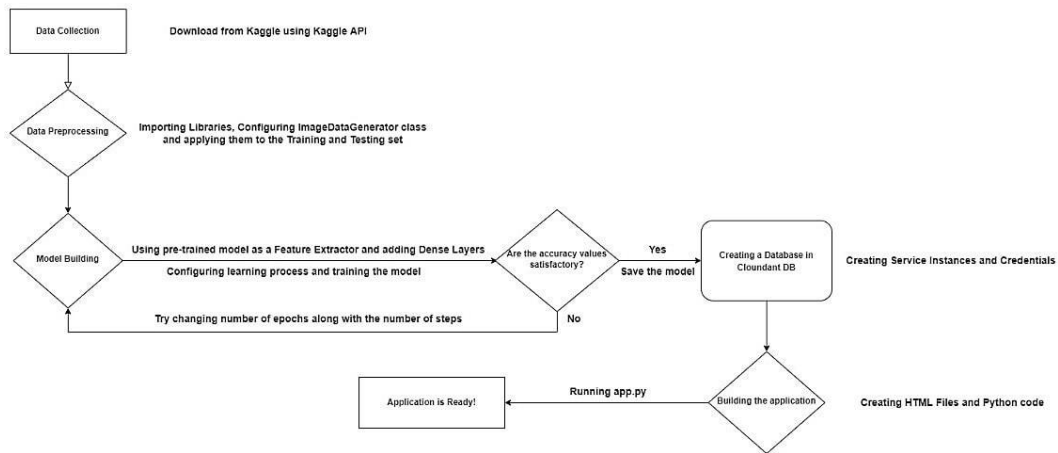 Data Collection
Download from Kaggle using Kaggle API
Data Preprocessing
Importing Libraries, Configuring ImageDataGenerator class
and applying them to the Training and Testing set
Model Building
Using pre-trained model as a Feature Extractor and adding Dense Layers
Configuring learning process and training the model
Are the accuracy values
satisfactory?
Yes
Save the model
Creating a Database in
Cloundant DB
Creating Service Instances and Credentials
Try changing number of epochs along with the number of steps
No
Application is Ready!
Running app.py
Building the application
Creating HTML Files and Python code